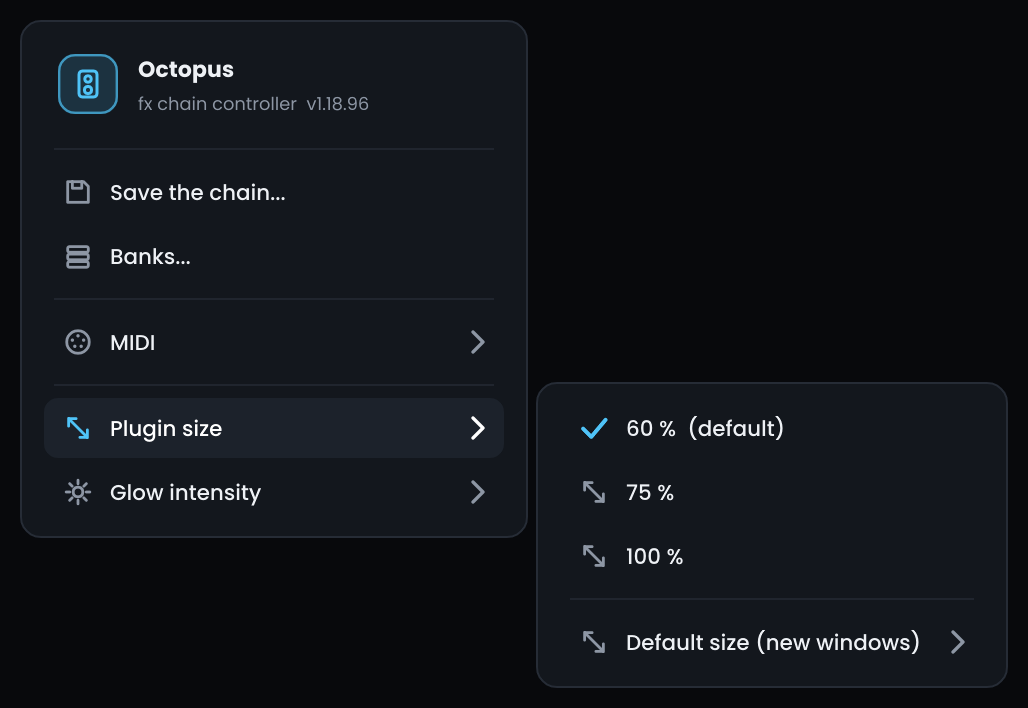 Octopus
fx chain controller  v1.18.96
Save the chain...
Banks...
MIDI
Plugin size
Glow intensity
60 %  (default)
75 %
100 %
Default size (new windows)